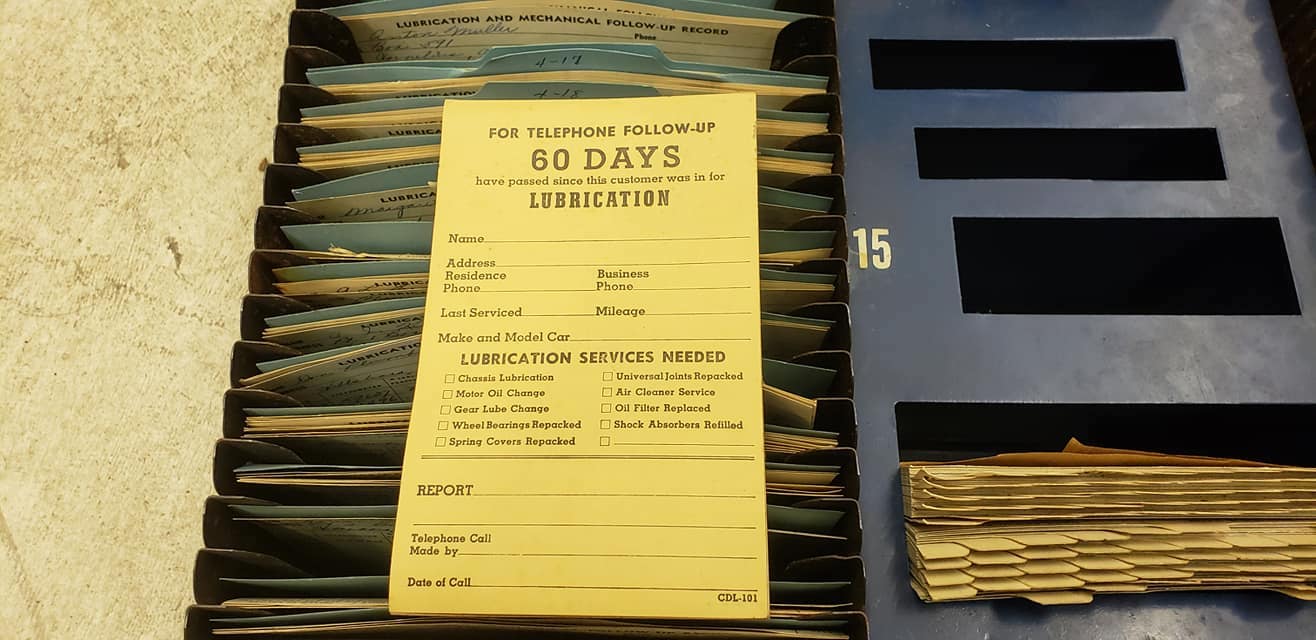 LUBRICATION AND MECHANICAL FOLLOW-UP RECORD
Anton Muller
Phone
Box 591
4-17
4-18
FOR TELEPHONE FOLLOW-UP
60 DAYS
have passed since this customer was in for
LUBRICATION
Name
Address
Residence Phone
Business Phone
Last Serviced Mileage
Make and Model Car
LUBRICATION SERVICES NEEDED
Chassis Lubrication
Universal Joints Repacked
Motor Oil Change
Air Cleaner Service
Gear Lube Change
Oil Filter Replaced
Wheel Bearings Repacked
Shock Absorbers Refilled
Spring Covers Repacked
REPORT
Telephone Call
Made by
Date of Call
CDL-101
15